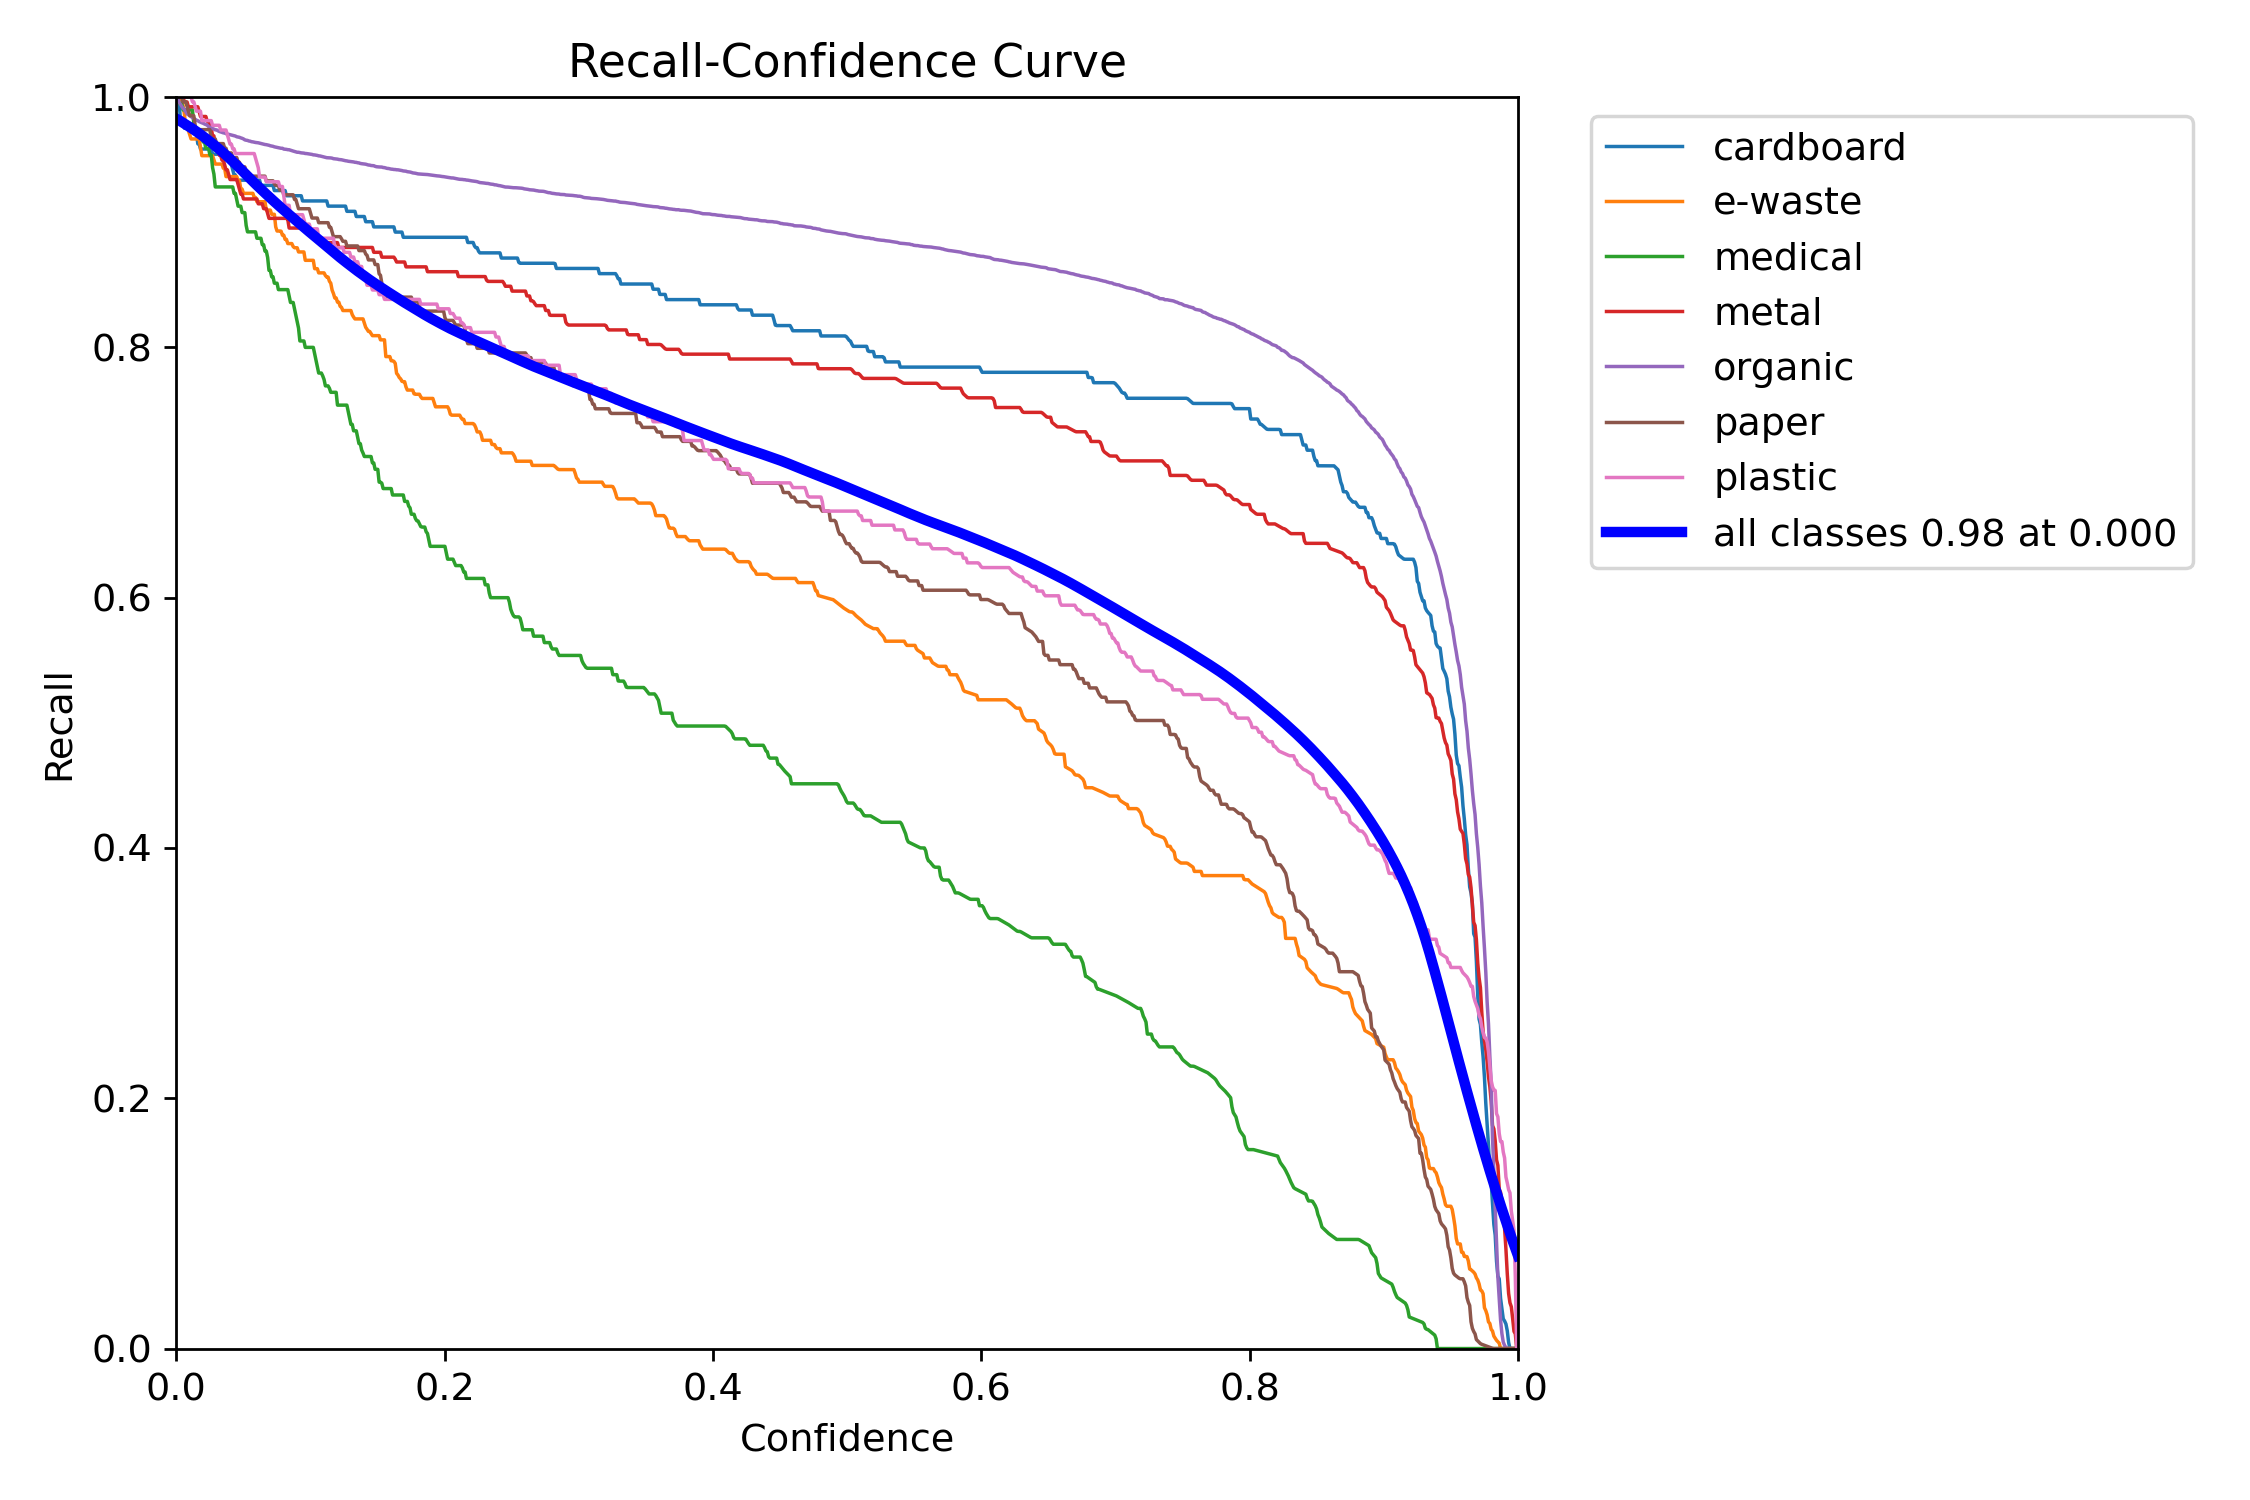 Recall-Confidence Curve
1.0
0.8
0.6
0.4
0.2
0.0
Recall
0.0 0.2 0.4 0.6 0.8 1.0
Confidence
cardboard
e-waste
medical
metal
organic
paper
plastic
all classes 0.98 at 0.000